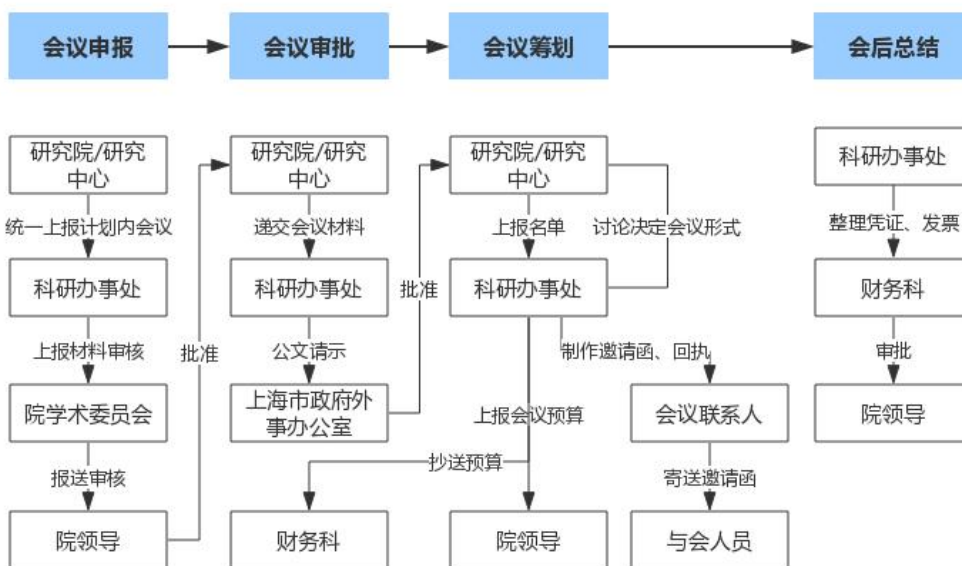 会议申报
会议审批
会议筹划
会后总结
研究院/研究
中心
统一上报计划内会议
科研办事处
上报材料审核
院学术委员会
报送审核
院领导
批准
研究院/研究
中心
递交会议材料
科研办事处
公文请示
上海市政府外
事办公室
批准
研究院/研究
中心
上报名单
讨论决定会议形式
科研办事处
制作邀请函、回执
上报会议预算
抄送预算
财务科
院领导
会议联系人
寄送邀请函
与会人员
科研办事处
整理凭证、发票
财务科
审批
院领导